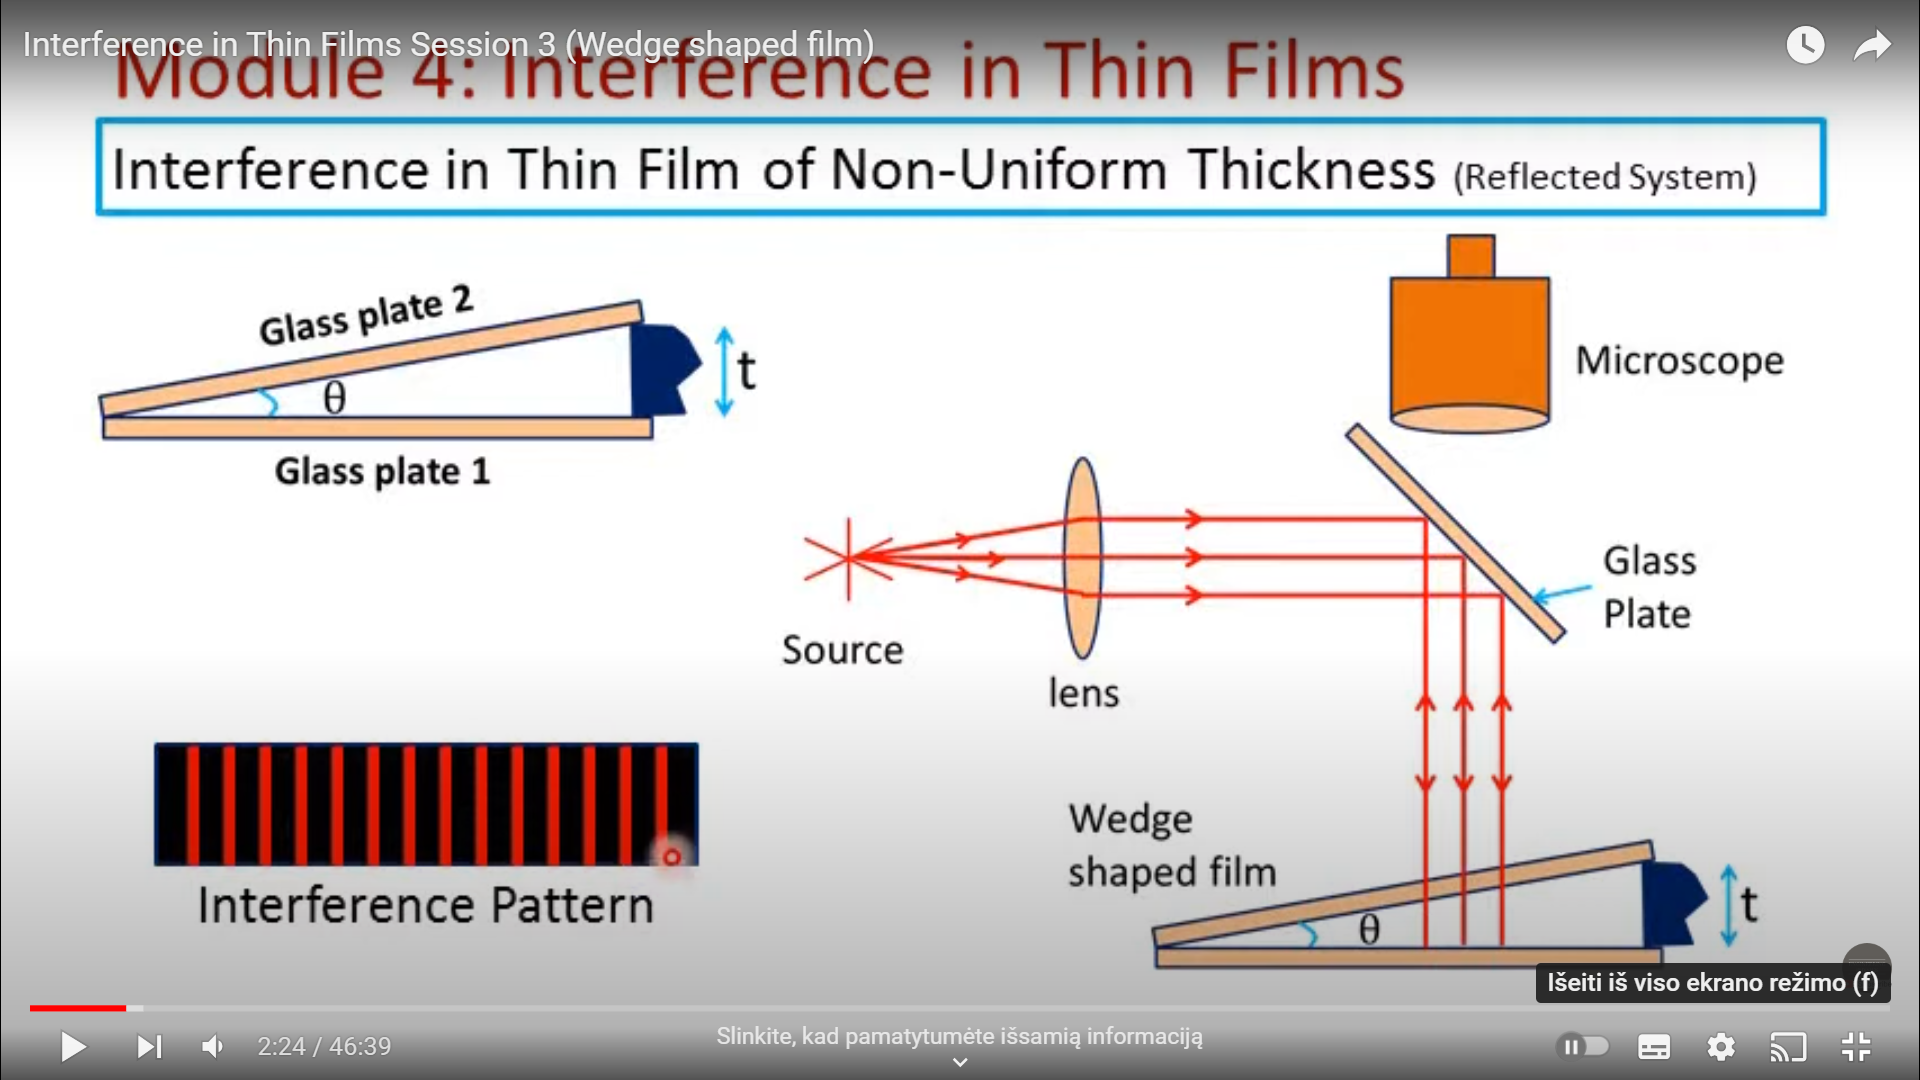 Interference in Thin Films Session 3 (Wedge shaped film)
Module 4: Interference in Thin Films
Interference in Thin Film of Non-Uniform Thickness (Reflected System)
Glass plate 2
θ
t
Glass plate 1
Microscope
Glass
Plate
Source
lens
Wedge
shaped film
θ
t
Interference Pattern
Išeiti iš viso ekrano režimo (f)
2:24 / 46:39
Slinkite, kad pamatytumėte išsamią informaciją